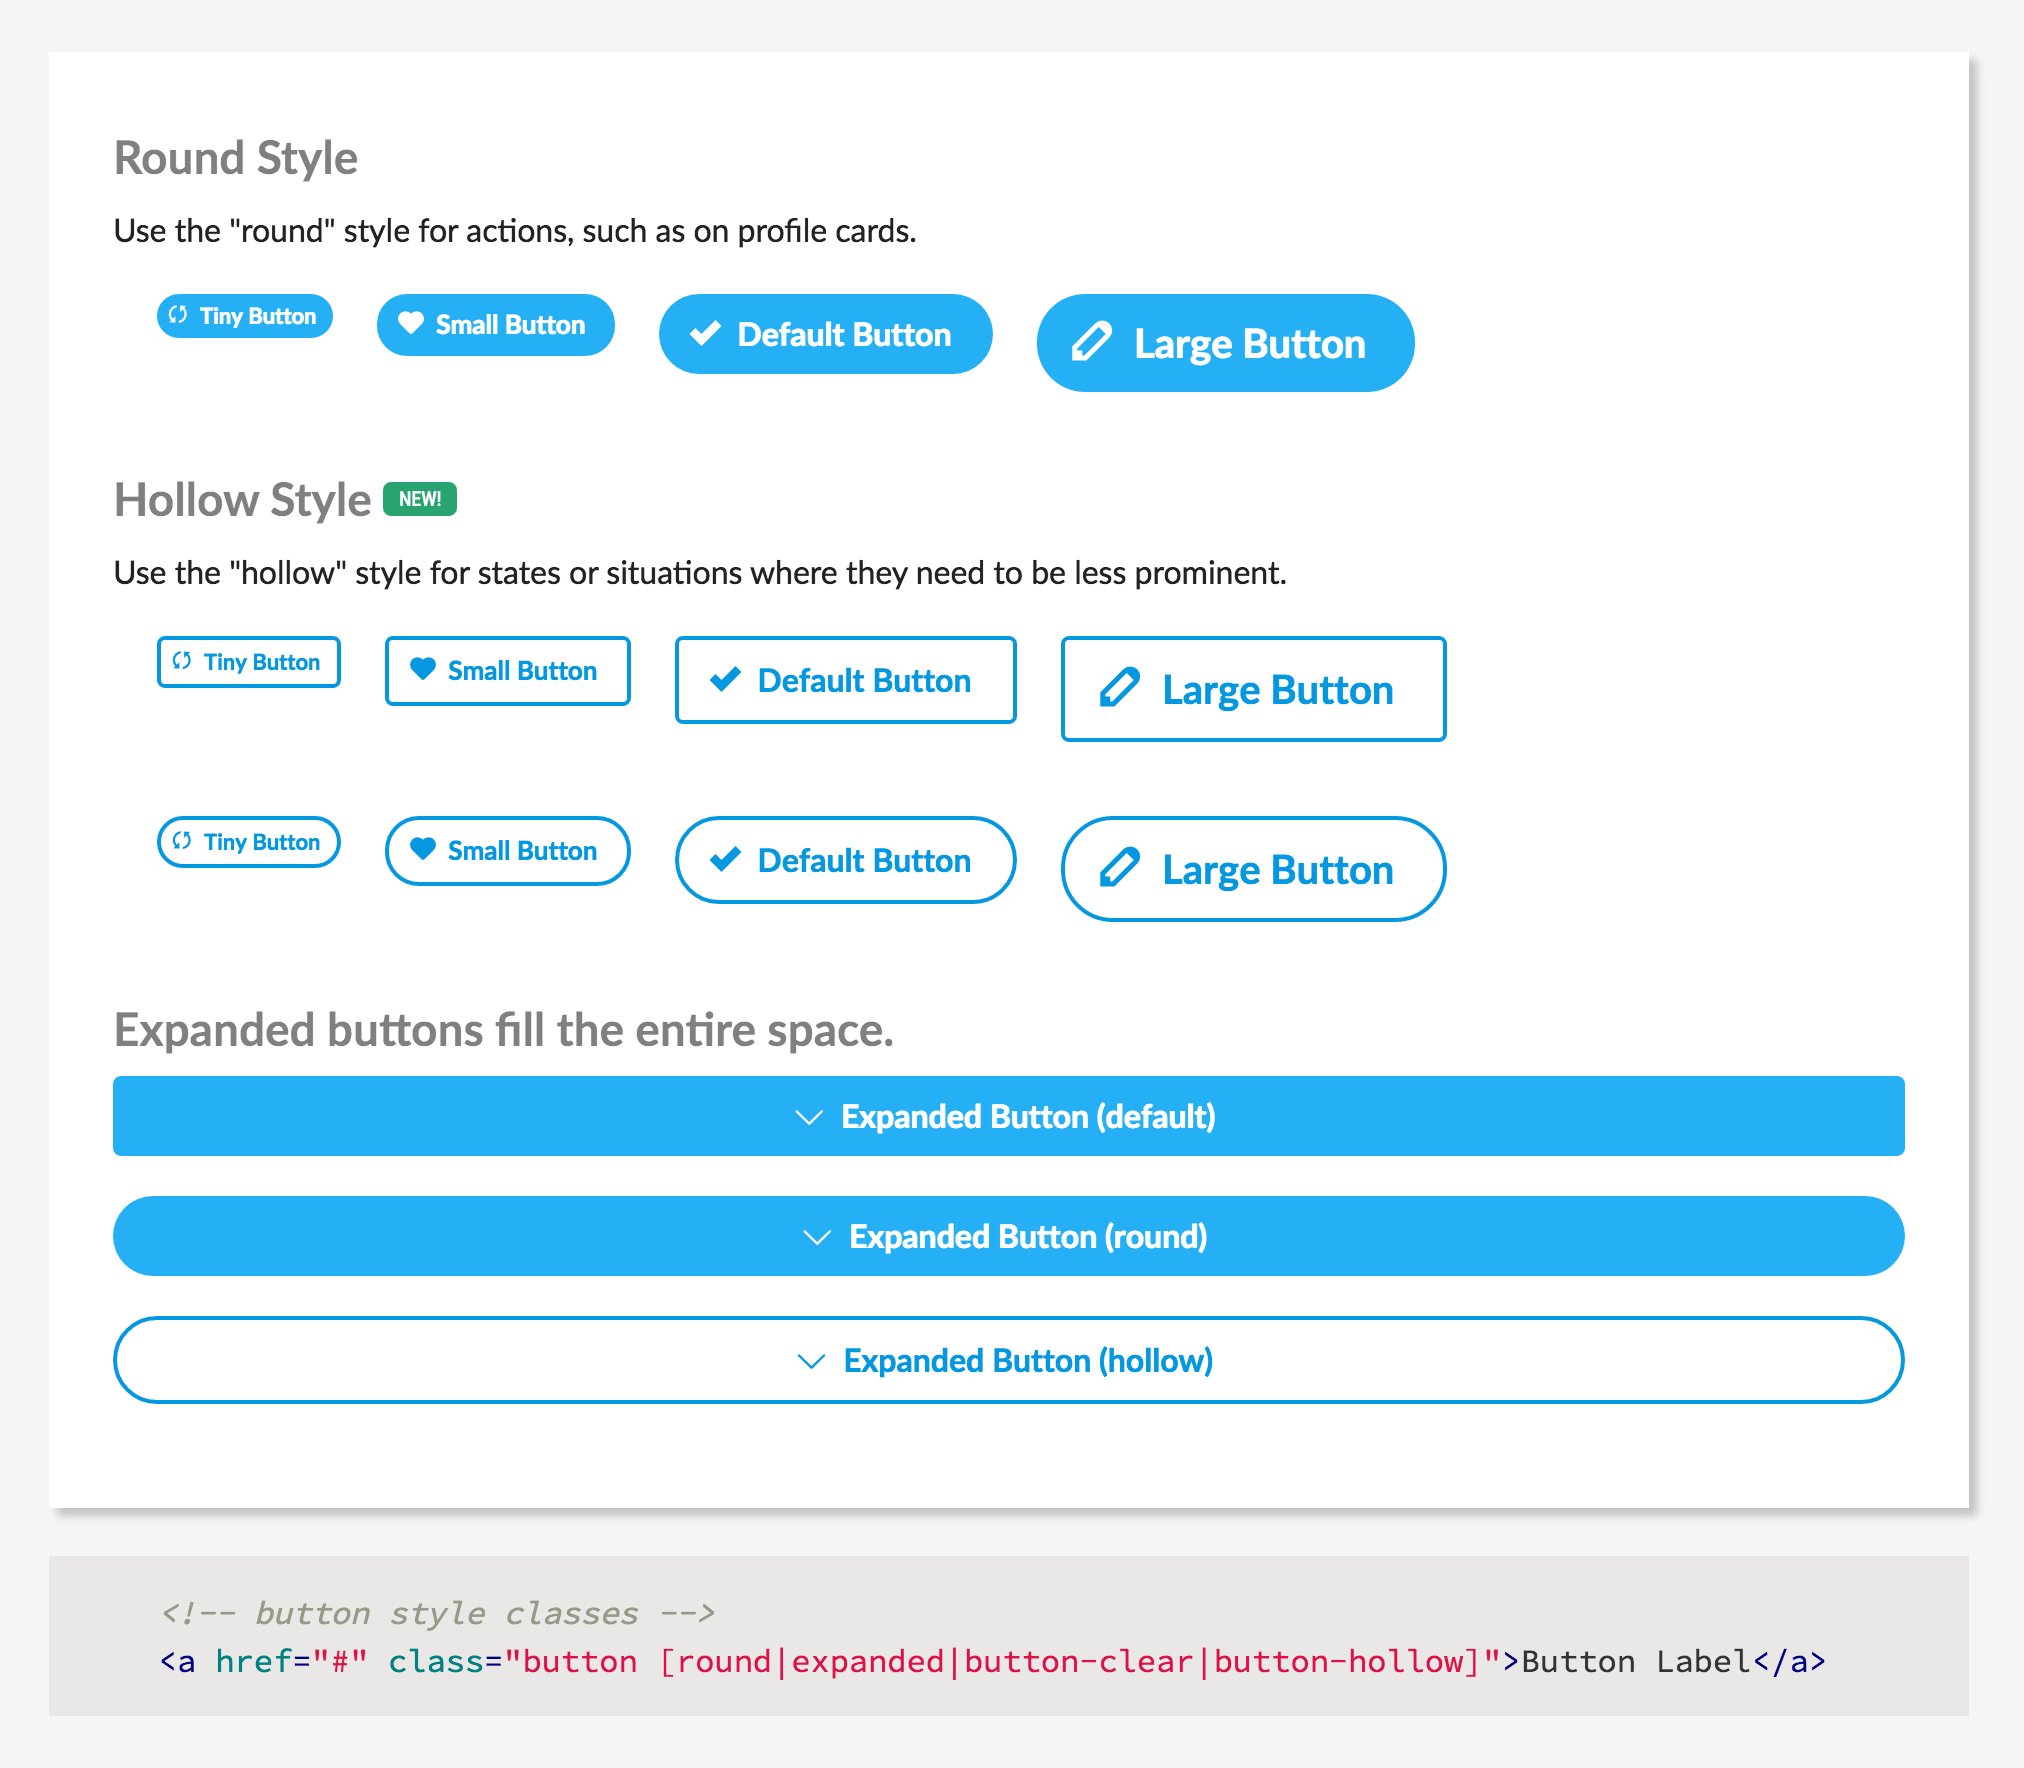 Round Style
Use the "round" style for actions, such as on profile cards.
Tiny Button Small Button Default Button Large Button
Hollow Style NEW!
Use the "hollow" style for states or situations where they need to be less prominent.
Tiny Button Small Button Default Button Large Button
Tiny Button Small Button Default Button Large Button
Expanded buttons fill the entire space.
Expanded Button (default)
Expanded Button (round)
Expanded Button (hollow)
<!-- button style classes -->
<a href="#" class="button [round|expanded|button-clear|button-hollow]">Button Label</a>